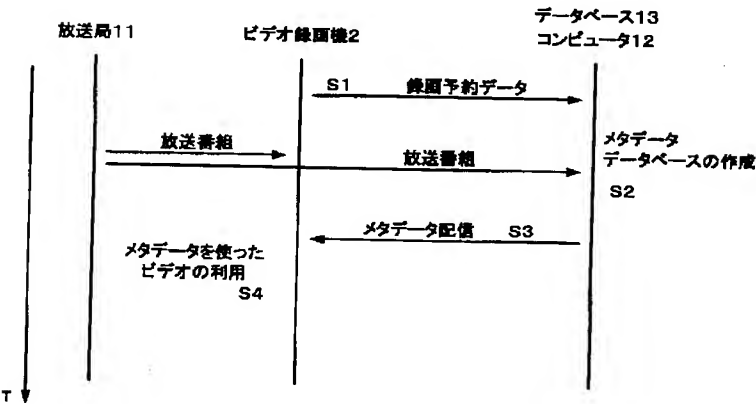 放送局11
ビデオ録画機2
データベース13
コンピュータ12
S1 録画予約データ
放送番組
放送番組
メタデータ
データベースの作成
S2
メタデータ配信 S3
メタデータを使った
ビデオの利用
S4
T